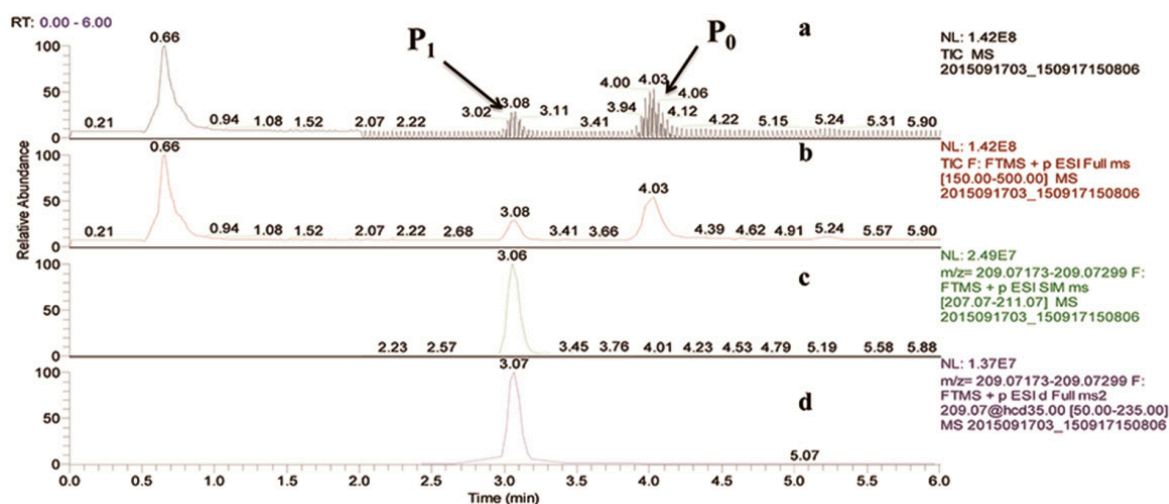 RT: 0.00 - 6.00
a
NL: 1.42E8
TIC MS
2015091703_150917150806
P1
P0
100
50
0
0.66
0.21
0.94
1.08
1.52
2.07
2.22
3.02
3.08
3.11
3.41
3.94
4.00
4.03
4.06
4.12
4.22
5.15
5.24
5.31
5.90
b
NL: 1.42E8
TIC F: FTMS + p ESI Full ms
[150.00-500.00] MS
2015091703_150917150806
100
50
0
0.66
0.21
0.94
1.08
1.52
2.07
2.22
2.68
3.08
3.41
3.66
4.03
4.39
4.62
4.91
5.24
5.57
5.90
Relative Abundance
c
NL: 2.49E7
m/z= 209.07173-209.07299 F:
FTMS + p ESI SIM ms
[207.07-211.07] MS
2015091703_150917150806
100
50
0
3.06
2.23
2.57
3.45
3.76
4.01
4.23
4.53
4.79
5.19
5.58
5.88
d
NL: 1.37E7
m/z= 209.07173-209.07299 F:
FTMS + p ESI d Full ms2
209.07@hcd35.00 [50.00-235.00]
MS 2015091703_150917150806
100
50
0
3.07
5.07
0.0 0.5 1.0 1.5 2.0 2.5 3.0 3.5 4.0 4.5 5.0 5.5 6.0
Time (min)